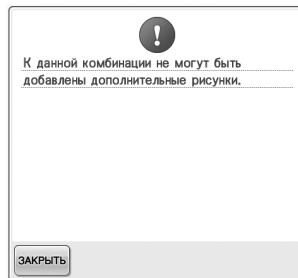 К данной комбинации не могут быть
добавлены дополнительные рисунки.
ЗАКРЫТЬ